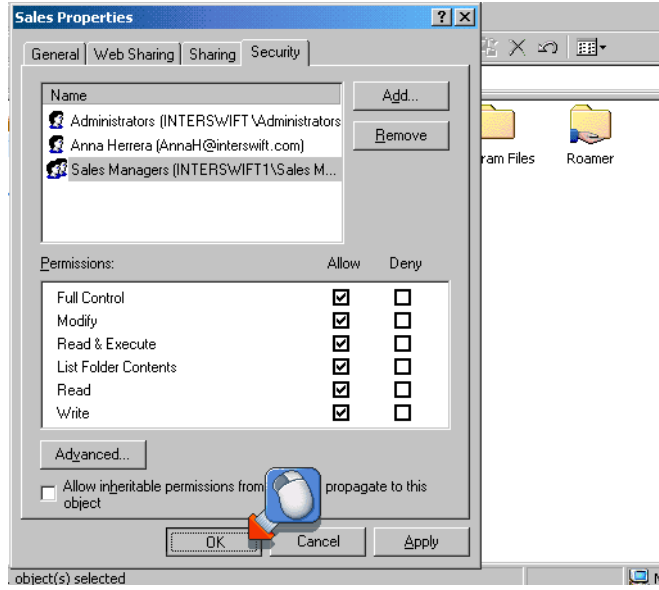 Sales Properties
General
Web Sharing
Sharing
Security
Name
Add...
Administrators (INTERSWIFT\Administrators
Anna Herrera (AnnaH@interswift.com)
Remove
Sales Managers (INTERSWIFT1\Sales M...
ram Files
Roamer
Permissions:
Allow
Deny
Full Control
Modify
Read & Execute
List Folder Contents
Read
Write
Advanced...
Allow inheritable permissions from propagate to this
object
OK
Cancel
Apply
object(s) selected